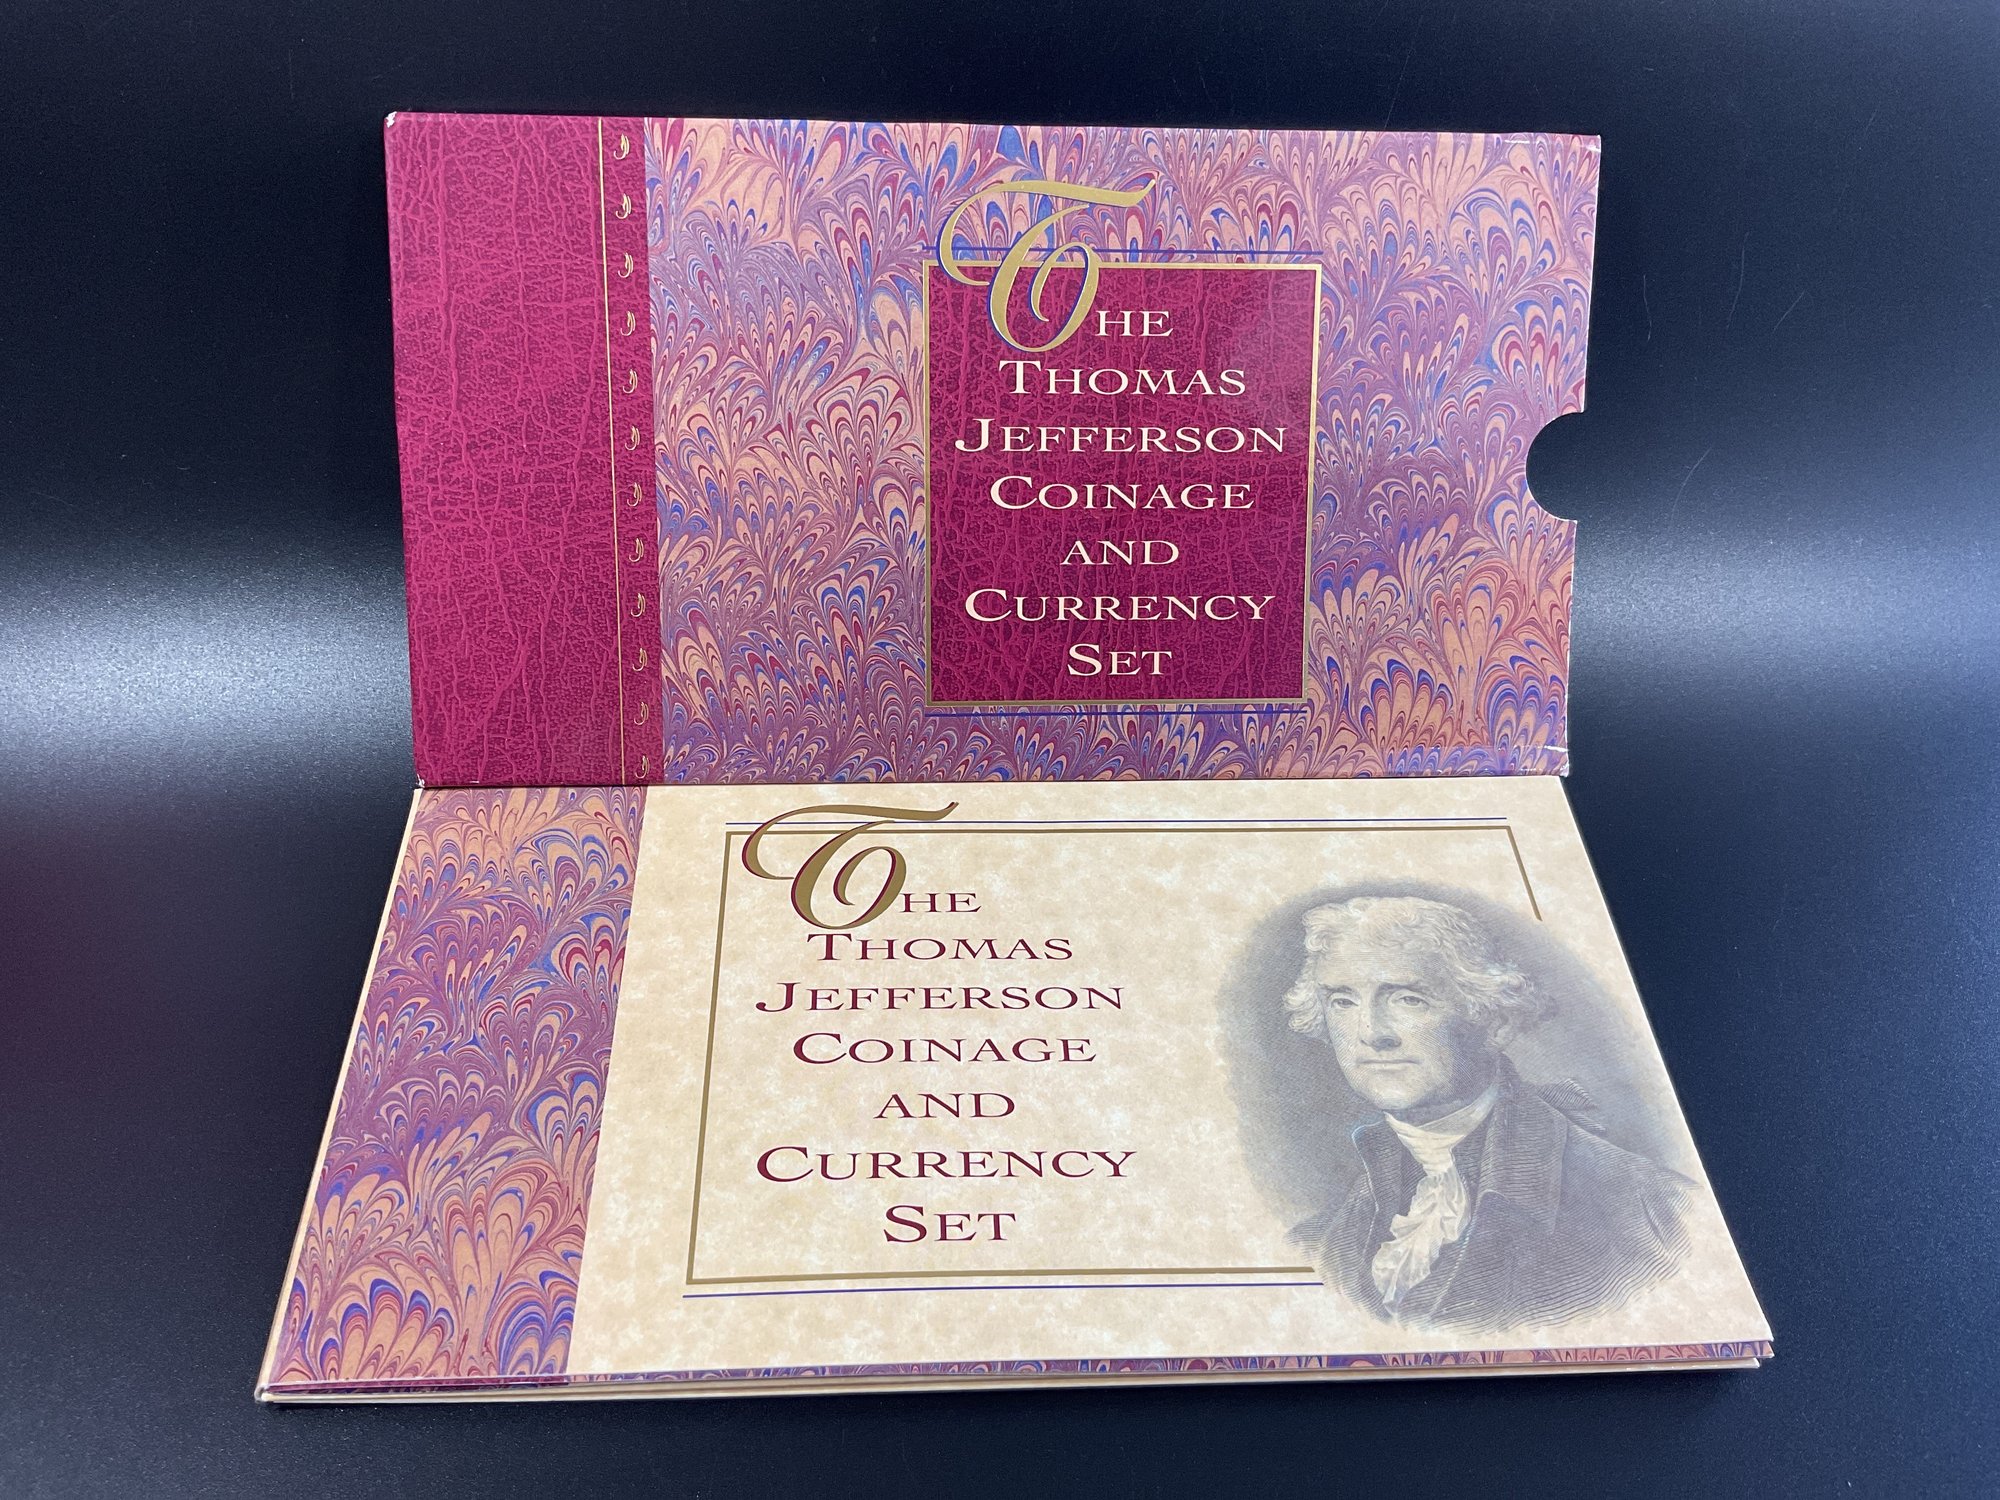 The
Thomas
Jefferson
Coinage
and
Currency
Set
The
Thomas
Jefferson
Coinage
and
Currency
Set